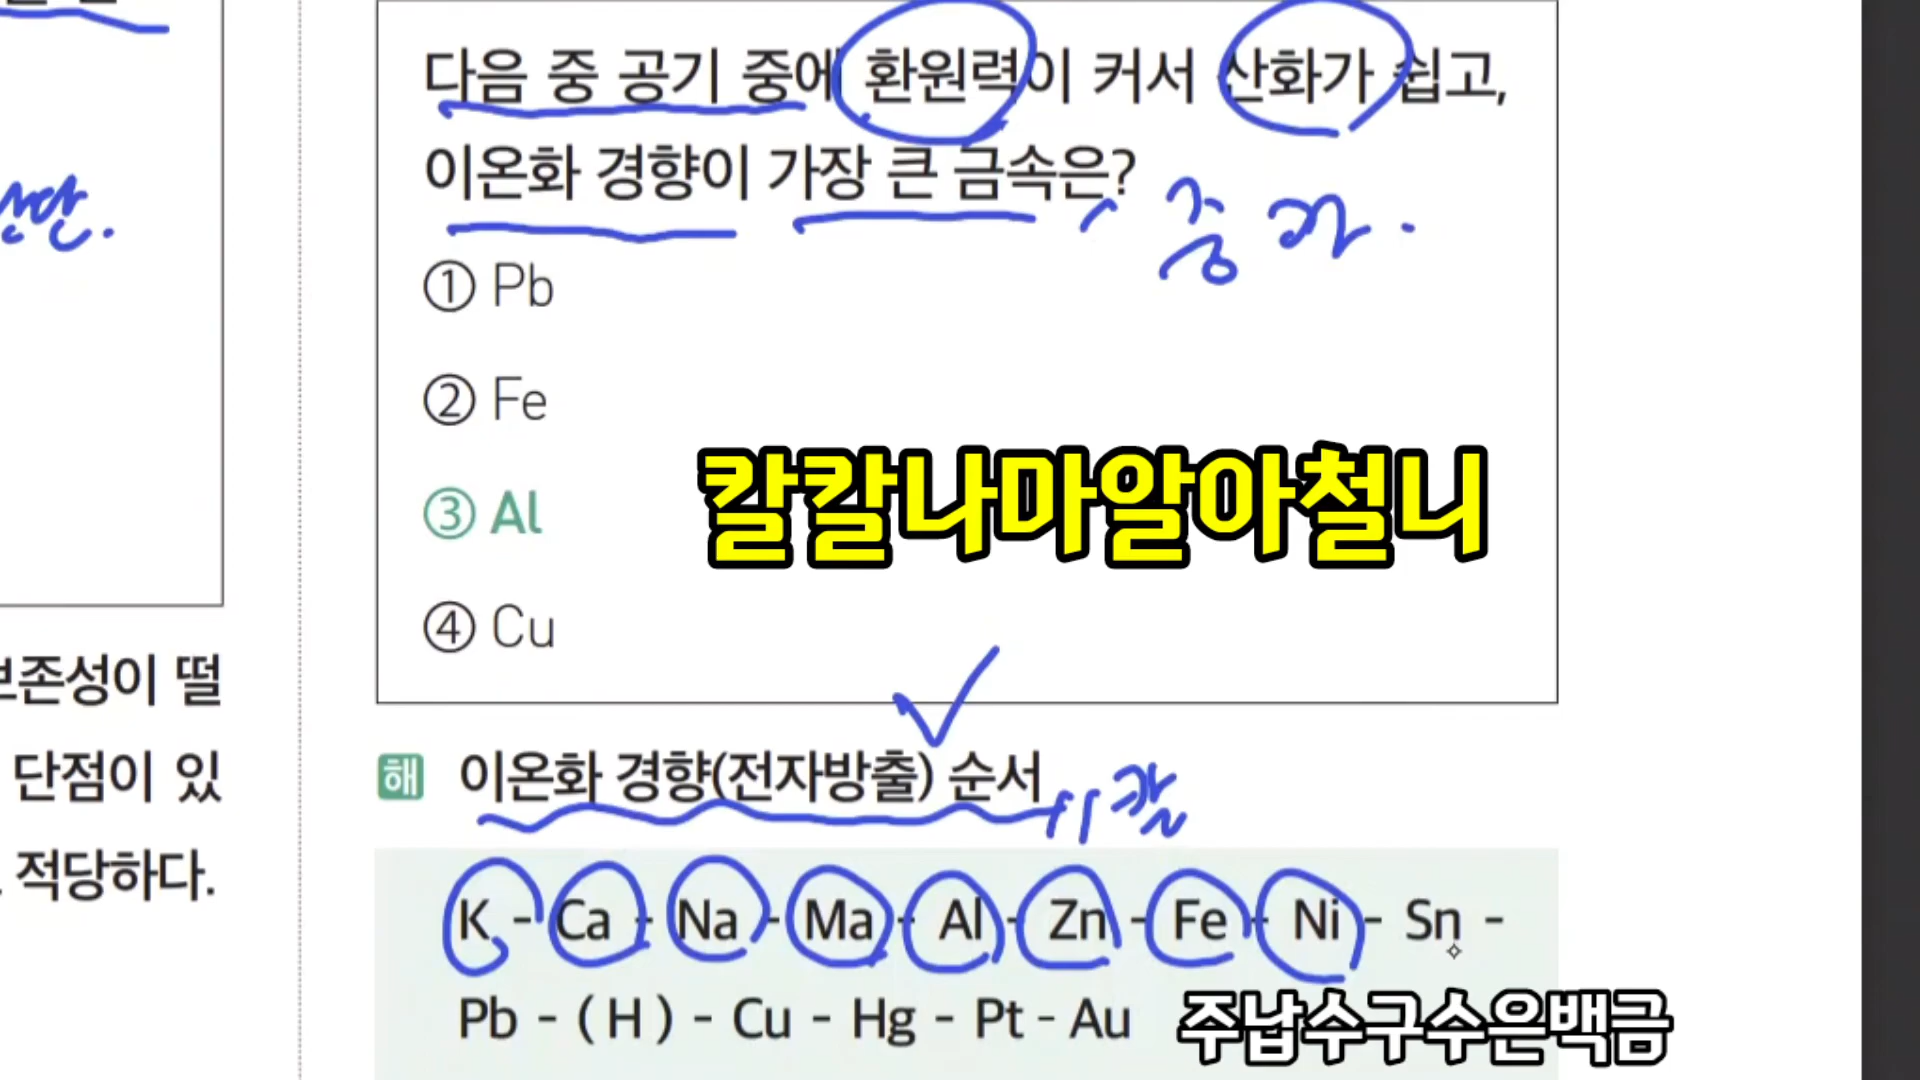 다음 중 공기 중에 환원력이 커서 산화가 쉽고,
이온화 경향이 가장 큰 금속은?
① Pb
② Fe
③ Al
④ Cu
칼칼나마알아철니
해 이온화 경향(전자방출) 순서
K - Ca - Na - Ma - Al - Zn - Fe - Ni - Sn -
Pb - ( H ) - Cu - Hg - Pt - Au
주납수구수은백금
보존성이 떨
단점이 있
적당하다.